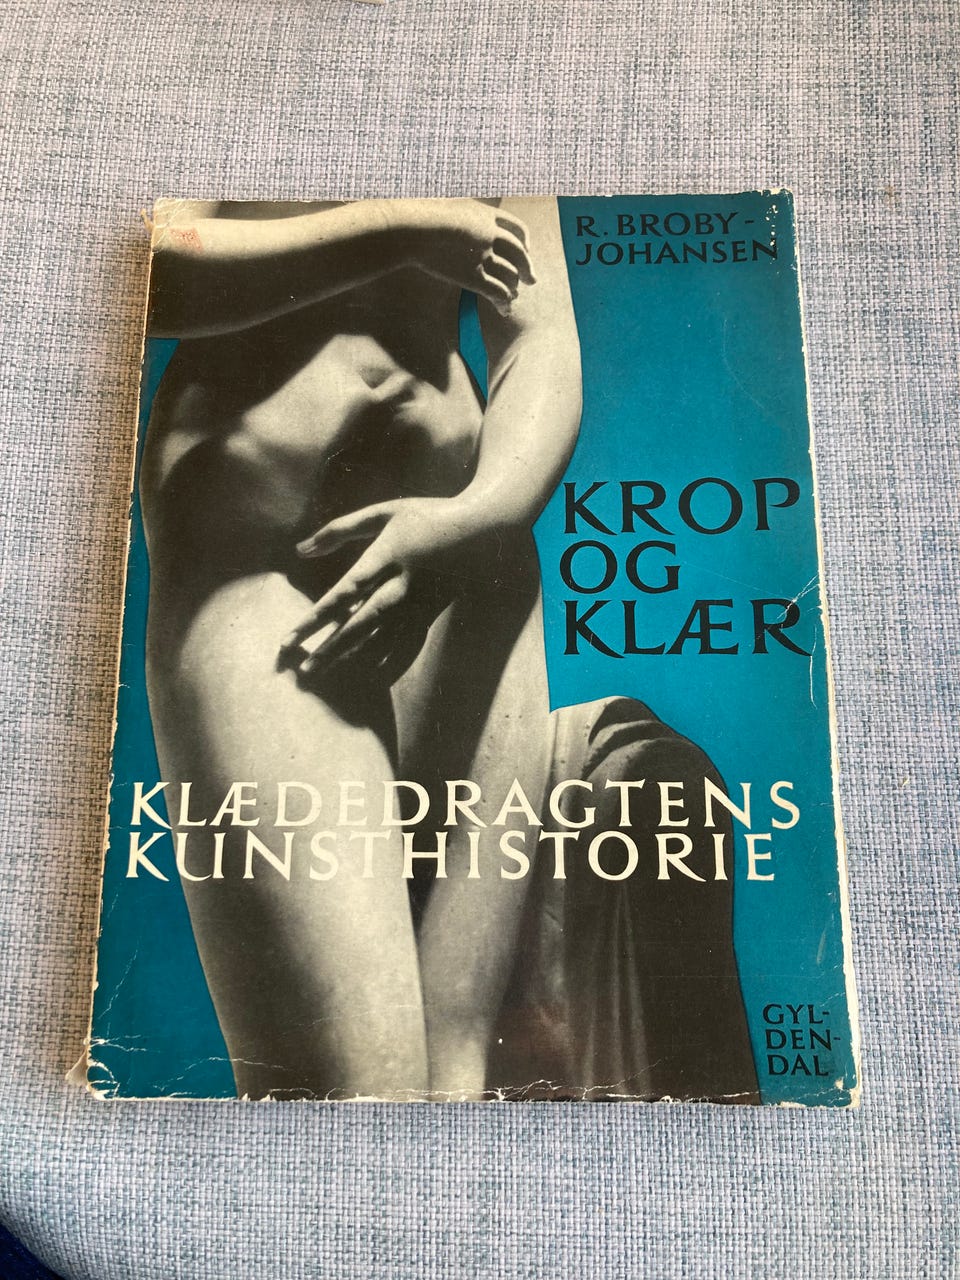 R. BROBY-
JOHANSEN
KROP
OG
KLÆR
KLÆDEDRAGTENS
KUNSTHISTORIE
GYL-
DEN-
DAL